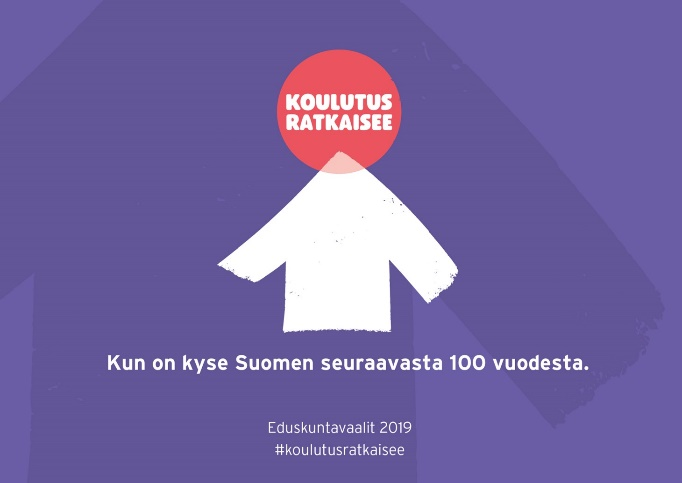 KOULUTUS
RATKAISEE
Kun on kyse Suomen seuraavasta 100 vuodesta.
Eduskuntavaalit 2019
#koulutusratkaisee